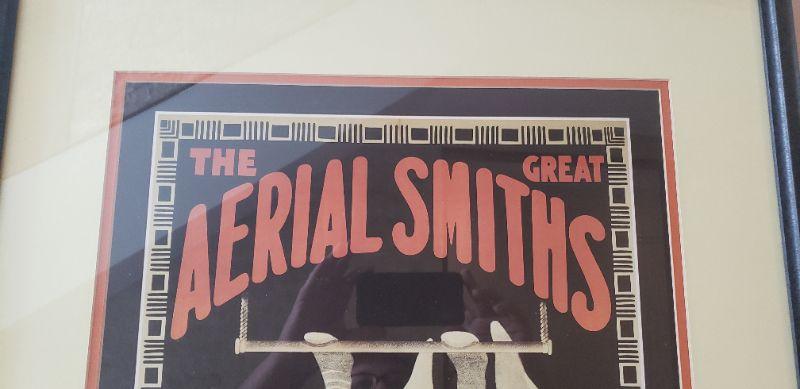 THE GREAT
AERIAL SMITHS